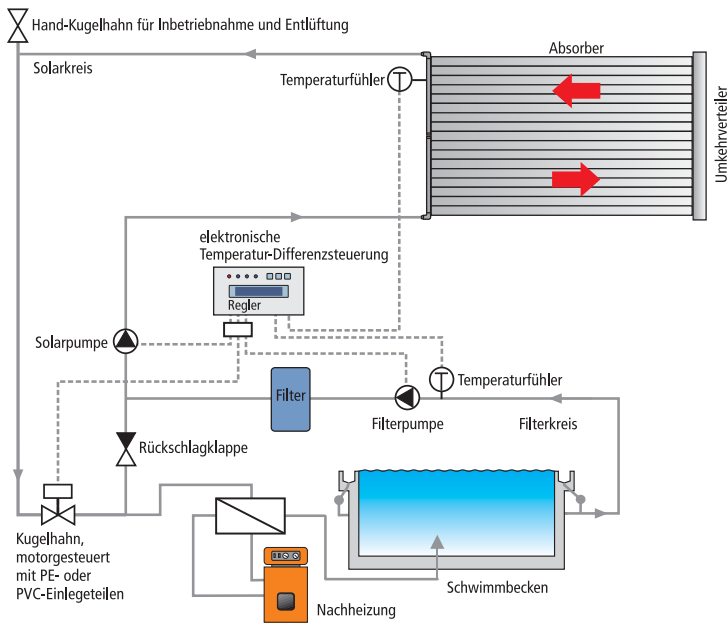 Hand-Kugelhahn für Inbetriebnahme und Entlüftung
Solarkreis
Absorber
Temperaturfühler
T
Umkehrverteiler
elektronische
Temperatur-Differenzsteuerung
Regler
Solarpumpe
Filter
T
Temperaturfühler
Filterpumpe
Filterkreis
Rückschlagklappe
Kugelhahn,
motorgesteuert
mit PE- oder
PVC-Einlegeteilen
Schwimmbecken
Nachheizung